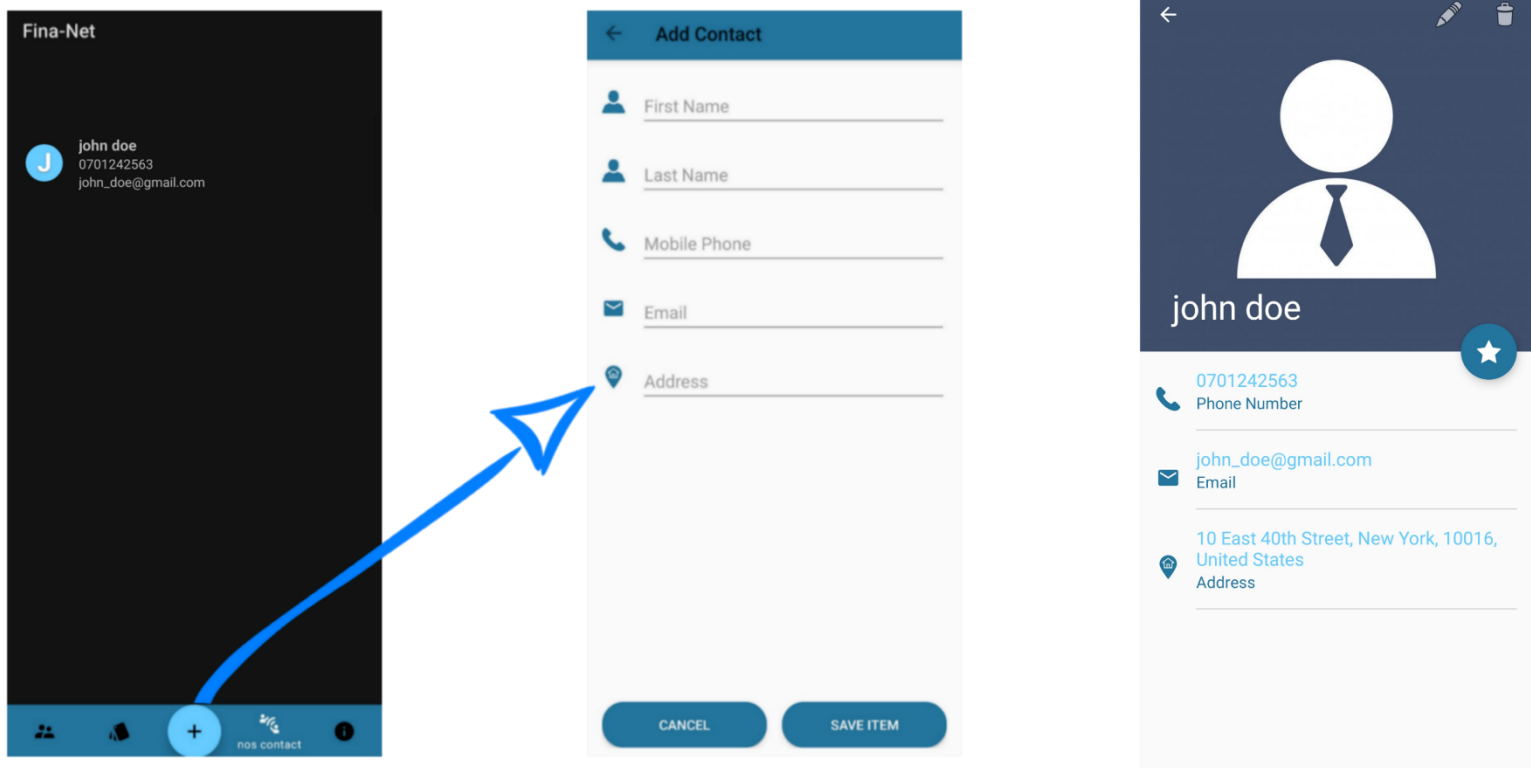 Fina-Net
J
john doe
0701242563
john_doe@gmail.com
+
nos contact
Add Contact
First Name
Last Name
Mobile Phone
Email
Address
CANCEL
SAVE ITEM
john doe
0701242563
Phone Number
john_doe@gmail.com
Email
10 East 40th Street, New York, 10016,
United States
Address